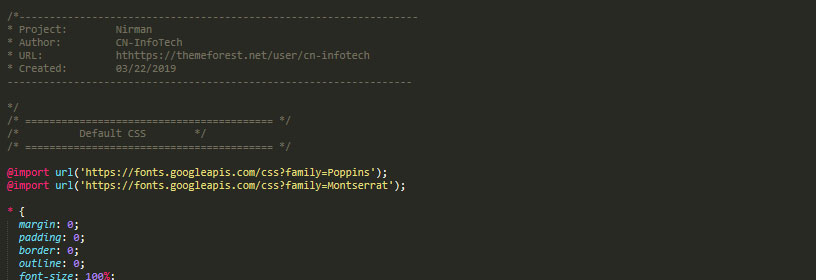 /*-----------------------------------------------------------------
* Project:        Nirman
* Author:         CN-InfoTech
* URL:            hthttps://themeforest.net/user/cn-infotech
* Created:        03/22/2019
-----------------------------------------------------------------
*/
/* ======================================== */
/*          Default CSS        */
/* ======================================== */
@import url('https://fonts.googleapis.com/css?family=Poppins');
@import url('https://fonts.googleapis.com/css?family=Montserrat');
* {
  margin: 0;
  padding: 0;
  border: 0;
  outline: 0;
  font-size: 100%;